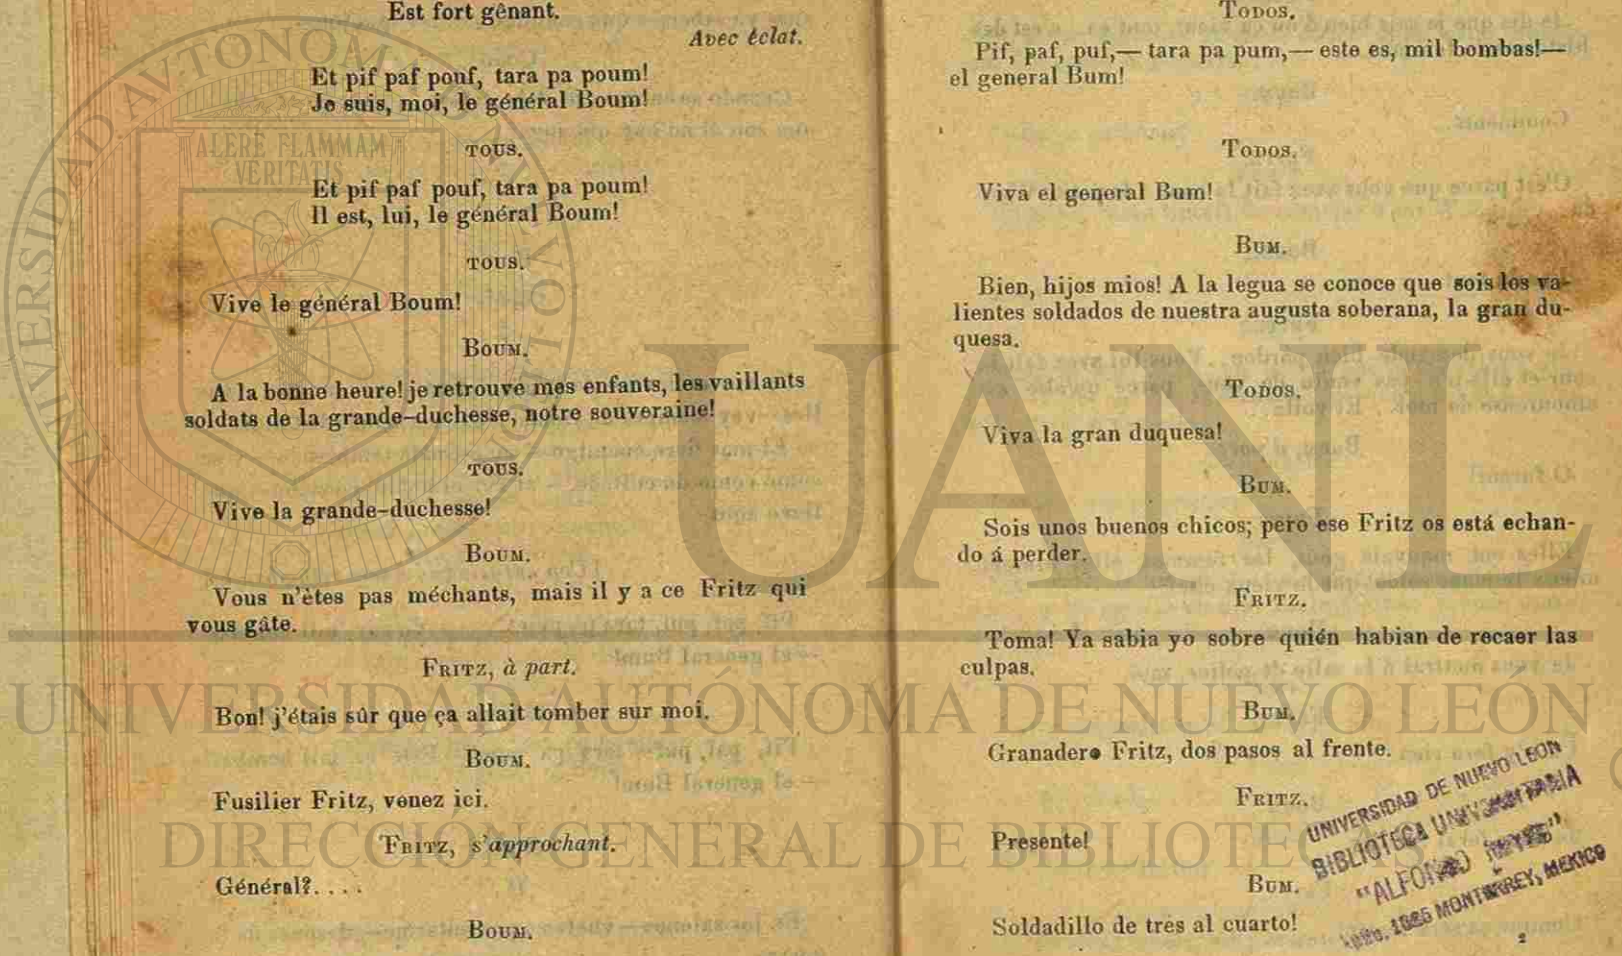 Est fort gênant.
Avec éclat.
Et pif paf pouf, tara pa poum!
Je suis, moi, le général Boum!
TOUS.
Et pif paf pouf, tara pa poum!
Il est, lui, le général Boum!
TOUS.
Vive le général Boum!
BOUM.
A la bonne heure! je retrouve mes enfants, les vaillants
soldats de la grande-duchesse, notre souveraine!
TOUS.
Vive la grande-duchesse!
BOUM.
Vous n'êtes pas méchants, mais il y a ce Fritz qui
vous gâte.
FRITZ, à part.
Bon! j'étais sûr que ça allait tomber sur moi.
BOUM.
Fusilier Fritz, venez ici.
FRITZ, s'approchant.
Général?....
BOUM.
TODOS.
Pif, paf, puf,— tara pa pum,— este es, mil bombas!—
el general Bum!
TODOS.
Viva el general Bum!
BUM.
Bien, hijos mios! A la legua se conoce que sois los va-
lientes soldados de nuestra augusta soberana, la gran du-
quesa.
TODOS.
Viva la gran duquesa!
BUM.
Sois unos buenos chicos; pero ese Fritz os está echan-
do á perder.
FRITZ.
Toma! Ya sabia yo sobre quién habian de recaer las
culpas.
BUM.
Granadero Fritz, dos pasos al frente.
FRITZ.
Presente!
BUM.
Soldadillo de tres al cuarto!
2
UNIVERSIDAD DE NUEVO LEON
BIBLIOTECA UNIVERSITARIA
"ALFONSO REYES"
1625 MONTERREY, MEXICO
UNIVERSIDAD AUTÓNOMA
ALERE FLAMMAM
VERITATIS
UANL
UNIVERSIDAD AUTÓNOMA DE NUEVO LEÓN
DIRECCIÓN GENERAL DE BIBLIOTECAS